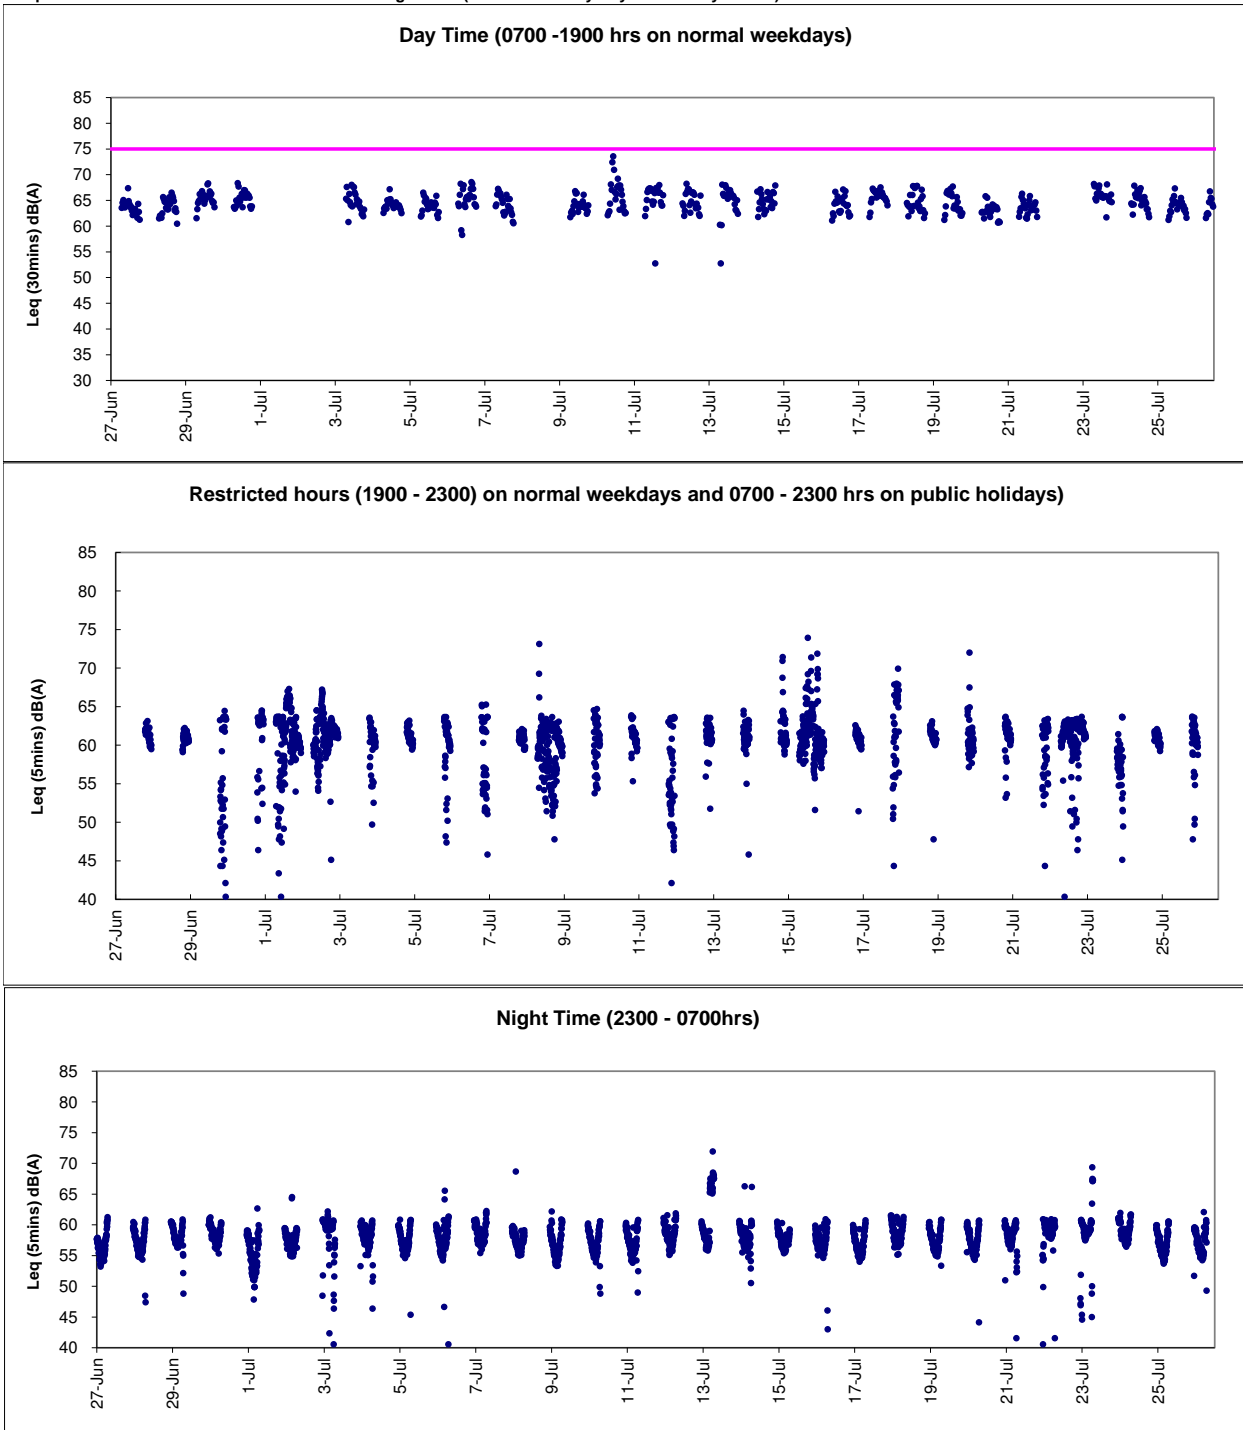 Day Time (0700 -1900 hrs on normal weekdays)
85
80
75
70
65
60
55
50
45
40
35
30
Leq (30mins) dB(A)
27-Jun
29-Jun
1-Jul
3-Jul
5-Jul
7-Jul
9-Jul
11-Jul
13-Jul
15-Jul
17-Jul
19-Jul
21-Jul
23-Jul
25-Jul
Restricted hours (1900 - 2300) on normal weekdays and 0700 - 2300 hrs on public holidays)
85
80
75
70
65
60
55
50
45
40
Leq (5mins) dB(A)
27-Jun
29-Jun
1-Jul
3-Jul
5-Jul
7-Jul
9-Jul
11-Jul
13-Jul
15-Jul
17-Jul
19-Jul
21-Jul
23-Jul
25-Jul
Night Time (2300 - 0700hrs)
85
80
75
70
65
60
55
50
45
40
Leq (5mins) dB(A)
27-Jun
29-Jun
1-Jul
3-Jul
5-Jul
7-Jul
9-Jul
11-Jul
13-Jul
15-Jul
17-Jul
19-Jul
21-Jul
23-Jul
25-Jul